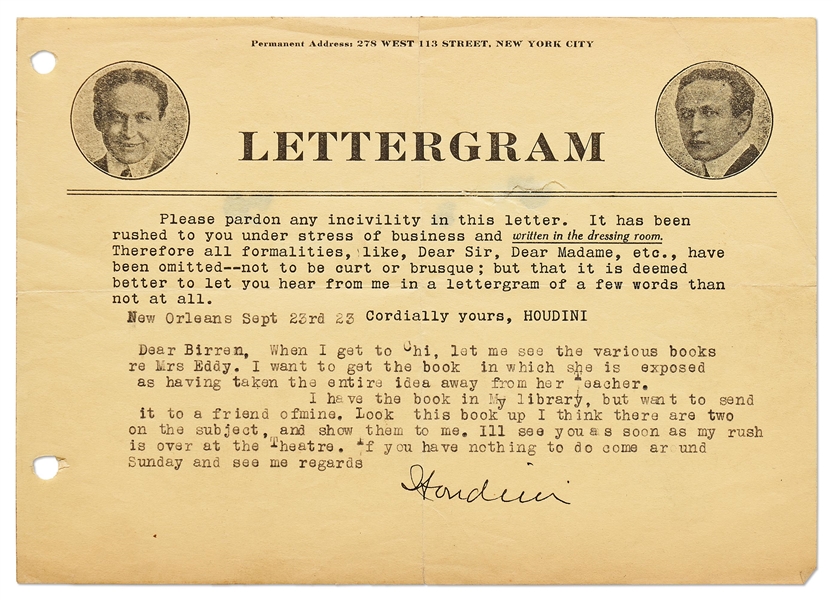 Permanent Address: 278 WEST 113 STREET, NEW YORK CITY
LETTERGRAM
Please pardon any incivility in this letter. It has been
rushed to you under stress of business and written in the dressing room.
Therefore all formalities, like, Dear Sir, Dear Madame, etc., have
been omitted--not to be curt or brusque; but that it is deemed
better to let you hear from me in a lettergram of a few words than
not at all.
New Orleans Sept 23rd 23 Cordially yours, HOUDINI
Dear Birren, When I get to Chi, let me see the various books
re Mrs Eddy. I want to get the book in which she is exposed
as having taken the entire idea away from her Teacher.
I have the book in My library, but want to send
it to a friend ofmine. Look this book up I think there are two
on the subject, and show them to me. Ill see you as soon as my rush
is over at the Theatre. If you have nothing to do come ar und
Sunday and see me regards
Houdini